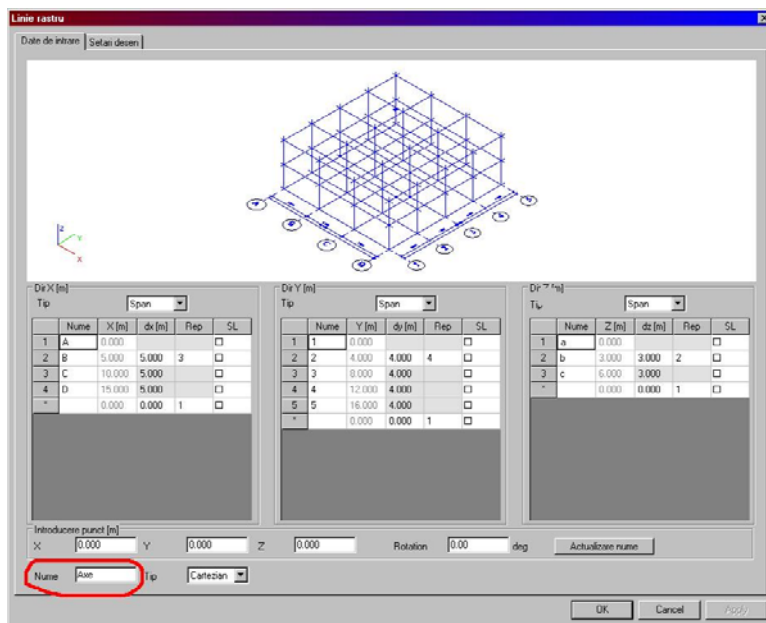 Linie rastru
Date de intrare Setari desen
Z
Y
X
Dir X [m] Dir Y [m] Dir Z [m]
Tip Span Tip Span Tip Span
Nume X [m] dx [m] Rep SL Nume Y [m] dy [m] Rep SL Nume Z [m] dz [m] Rep SL
1 A 0.000 1 1 0.000 1 a 0.000
2 B 5.000 5.000 3 2 2 4.000 4.000 4 2 b 3.000 3.000 2
3 C 10.000 5.000 3 3 8.000 4.000 3 c 6.000 3.000
4 D 15.000 5.000 4 4 12.000 4.000 * 0.000 0.000 1
* 0.000 0.000 1 5 5 16.000 4.000
* 0.000 0.000 1
Introducere punct [m]
X 0.000 Y 0.000 Z 0.000 Rotation 0.00 deg Actualizare nume
Nume Axe Tip Cartezian
OK Cancel Apply